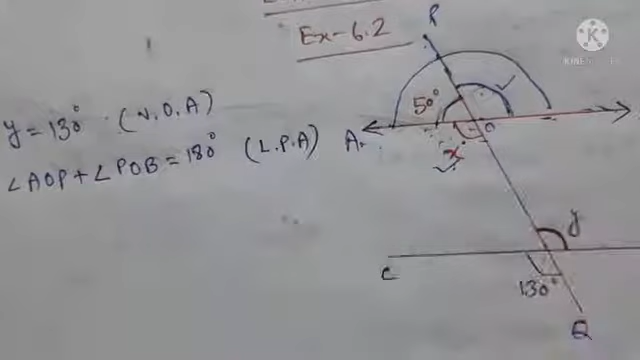 Ex-6.2
P
y = 130° (V.O.A)
∠AOP + ∠POB = 180° (L.P.A)
50°
A
O
x
y
C
130°
Q